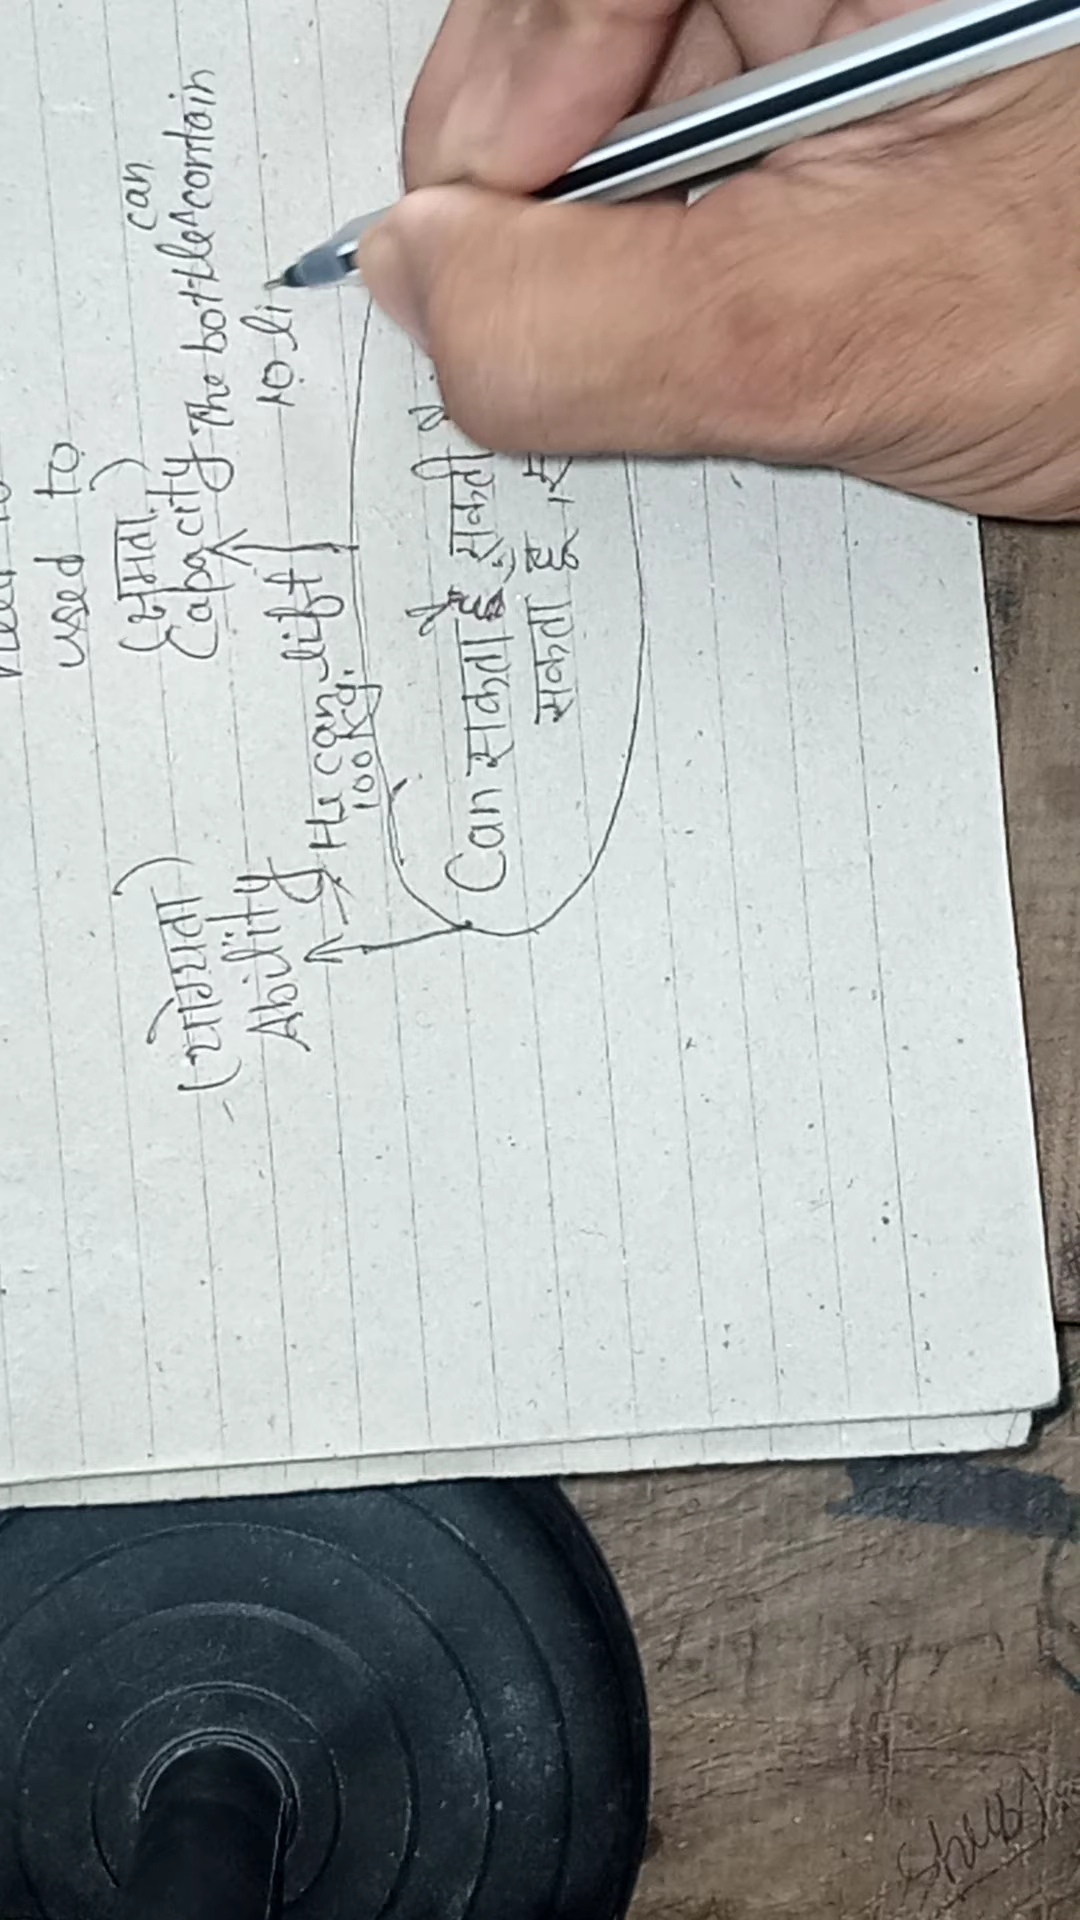 used to
(क्षमता)
Capacity
can
The bottle^contain
10 li
(योग्यता)
Ability
He can lift
100 kg.
Can सकता है, सकती
सकता हूँ,